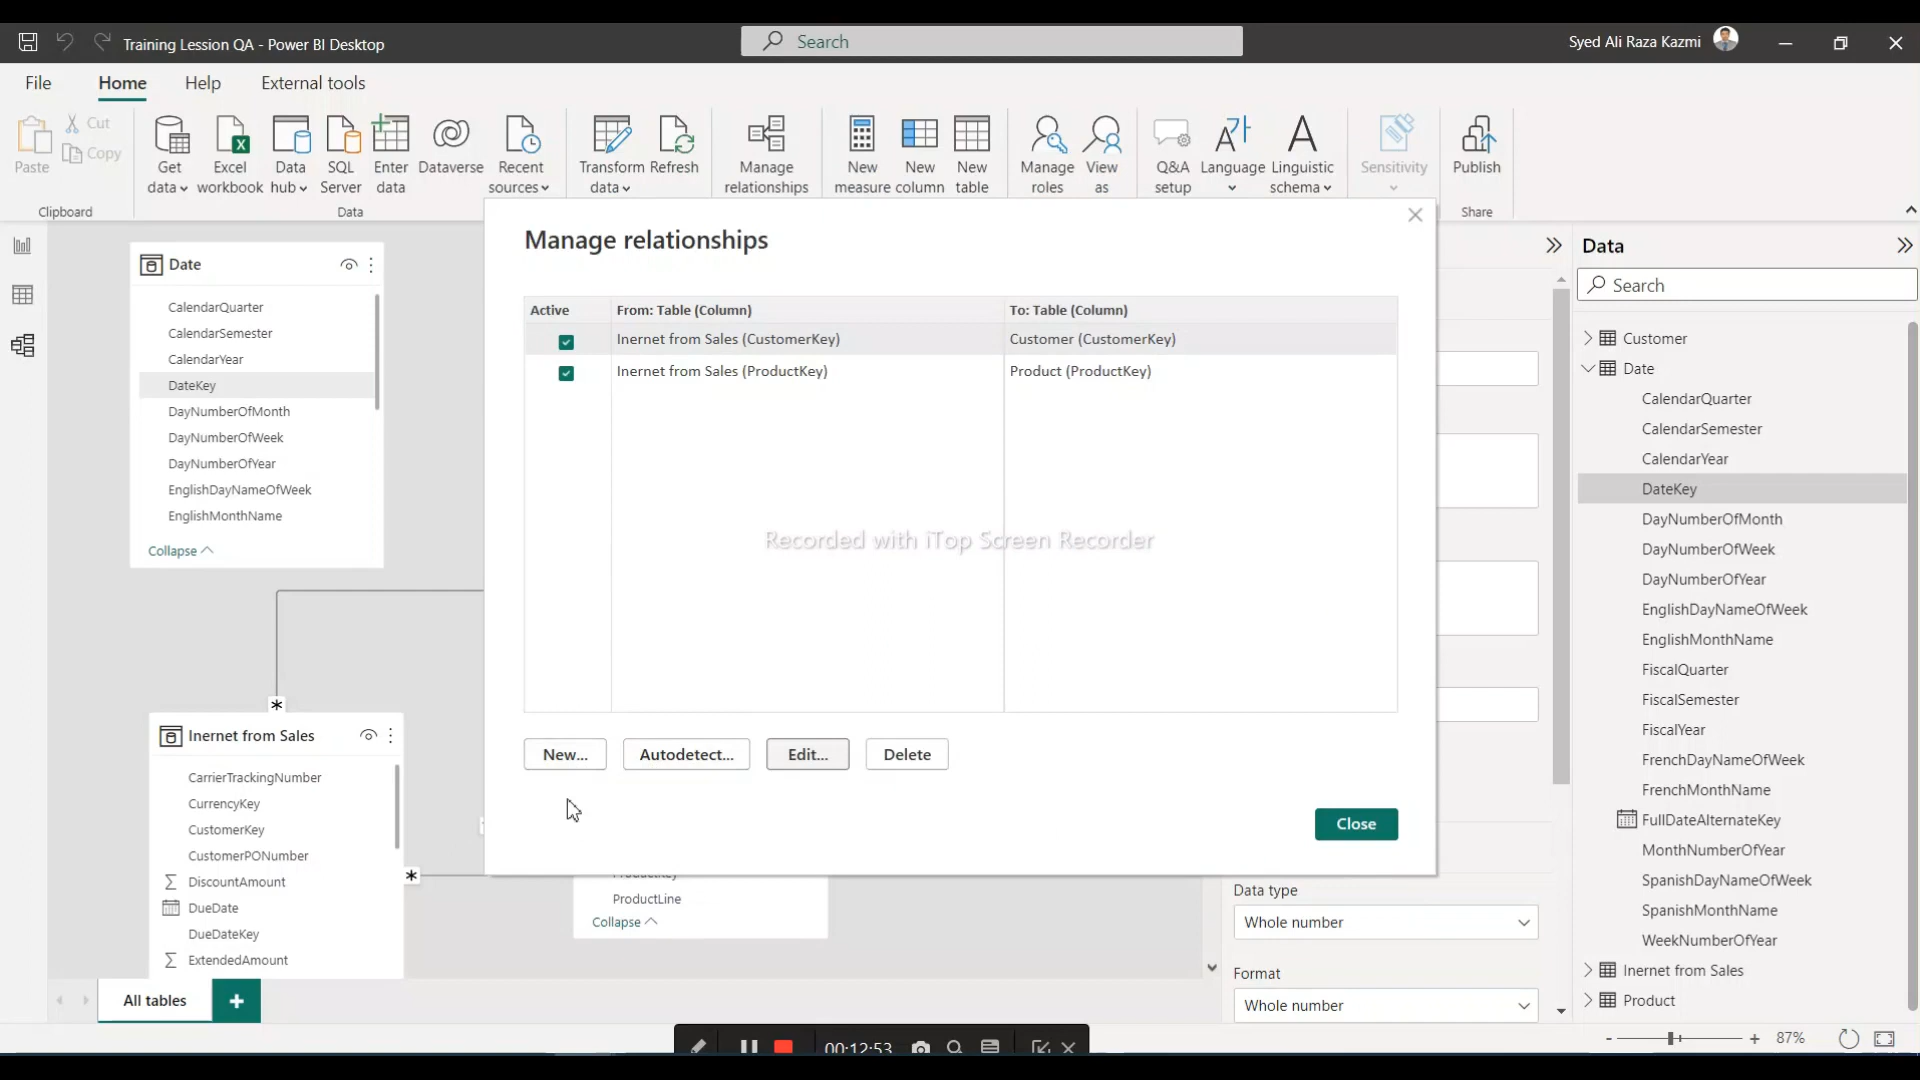 Training Lession QA - Power BI Desktop
Search
Syed Ali Raza Kazmi
File
Home
Help
External tools
Paste
Cut
Copy
Clipboard
Get data
Excel workbook
Data hub
SQL Server
Enter data
Dataverse
Recent sources
Data
Transform data
Refresh
Manage relationships
New measure
New column
New table
Manage roles
View as
Q&A setup
Language
Linguistic schema
Sensitivity
Publish
Share
Date
CalendarQuarter
CalendarSemester
CalendarYear
DateKey
DayNumberOfMonth
DayNumberOfWeek
DayNumberOfYear
EnglishDayNameOfWeek
EnglishMonthName
Collapse
*
Inernet from Sales
CarrierTrackingNumber
CurrencyKey
CustomerKey
CustomerPONumber
DiscountAmount
DueDate
DueDateKey
ExtendedAmount
*
Manage relationships
Active
From: Table (Column)
To: Table (Column)
Inernet from Sales (CustomerKey)
Customer (CustomerKey)
Inernet from Sales (ProductKey)
Product (ProductKey)
Recorded with iTop Screen Recorder
New...
Autodetect...
Edit...
Delete
Close
ProductKey
ProductLine
Collapse
Data type
Whole number
Format
Whole number
Data
Search
Customer
Date
CalendarQuarter
CalendarSemester
CalendarYear
DateKey
DayNumberOfMonth
DayNumberOfWeek
DayNumberOfYear
EnglishDayNameOfWeek
EnglishMonthName
FiscalQuarter
FiscalSemester
FiscalYear
FrenchDayNameOfWeek
FrenchMonthName
FullDateAlternateKey
MonthNumberOfYear
SpanishDayNameOfWeek
SpanishMonthName
WeekNumberOfYear
Inernet from Sales
Product
All tables
+
00:12:53
- + 87%